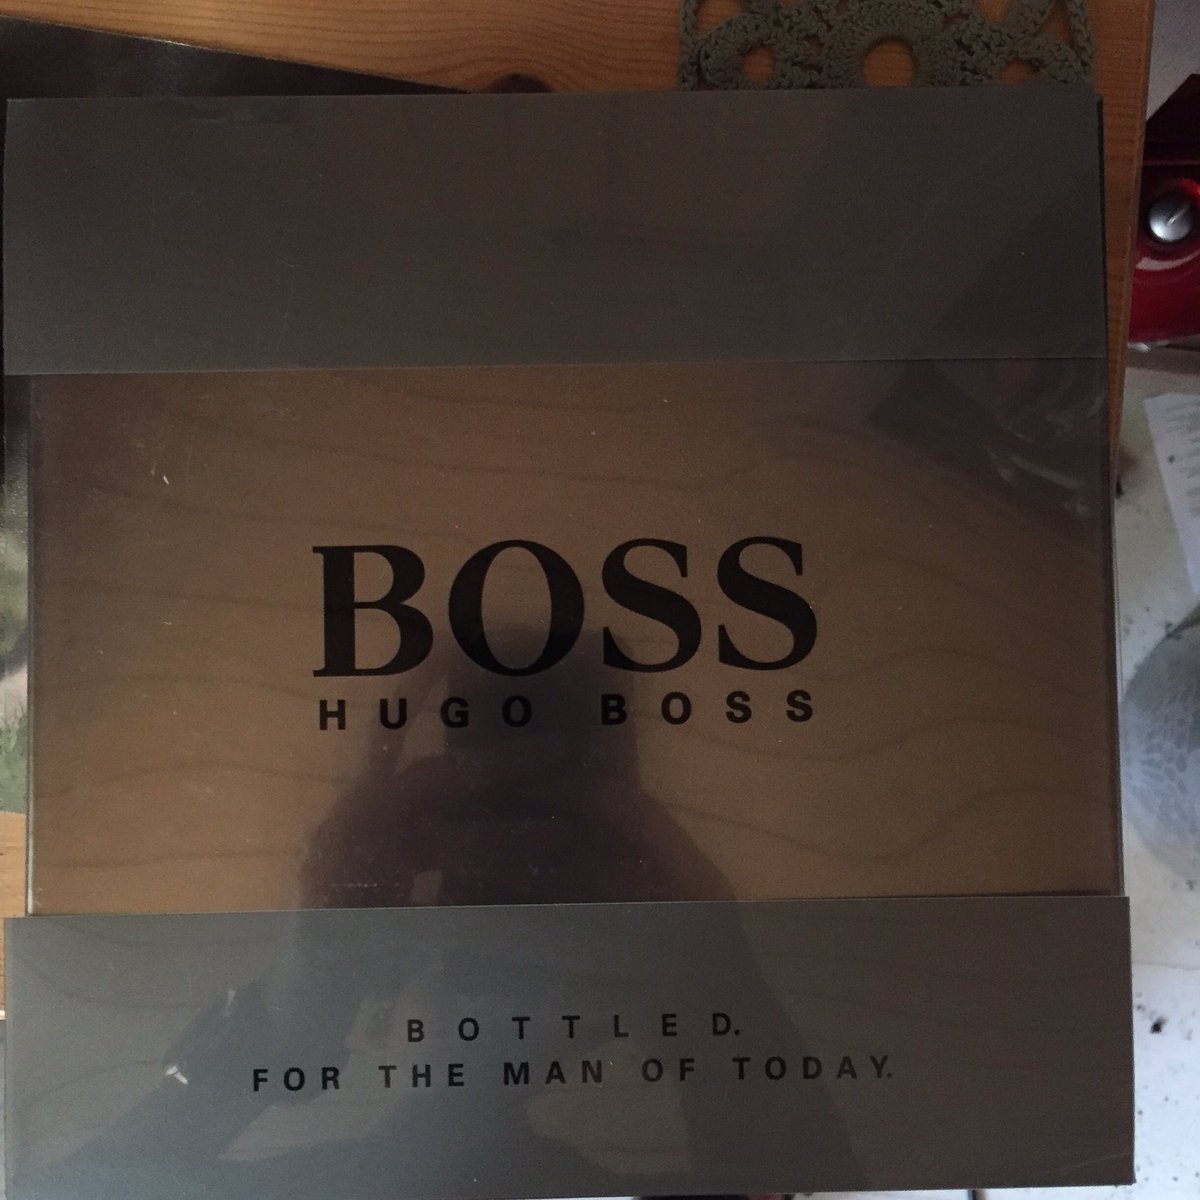 BOSS
HUGO BOSS
BOTTLED.
FOR THE MAN OF TODAY.